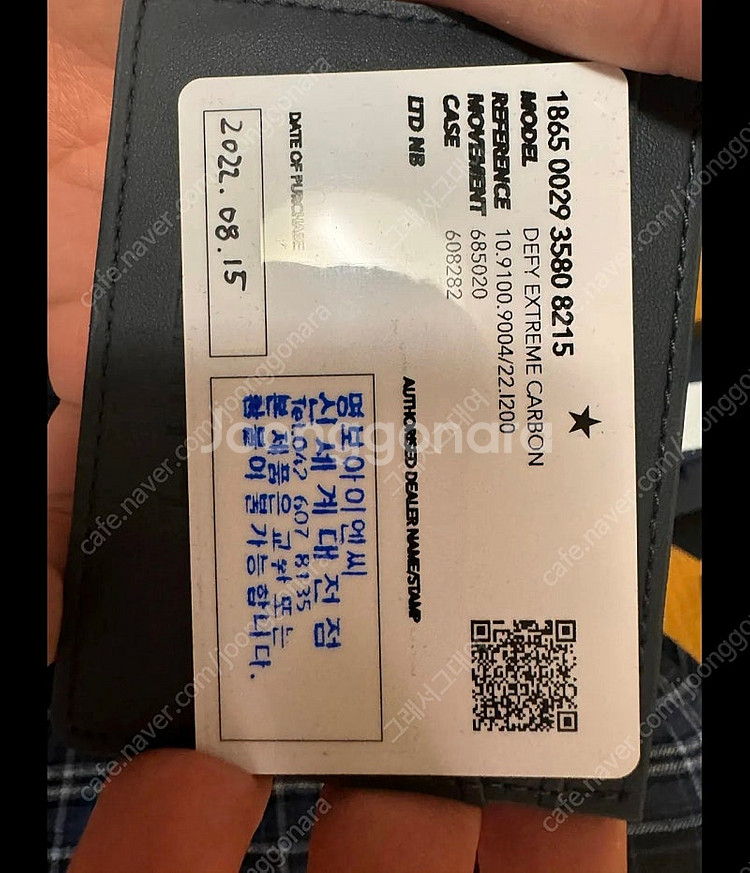 1865 0029 3580 8215
MODEL DEFY EXTREME CARBON
REFERENCE 10.9100.9004/22.I200
MOVEMENT 685020
CASE 608282
LTD NB
AUTHORISED DEALER NAME/STAMP
명보아이엔씨
신세계대전점
Tel.042 607 8135
본 제품은 교환 또는
환불이 불가능합니다.
DATE OF PURCHASE
2022.08.15
Joonggonara
cafe.naver.com/joonggonara